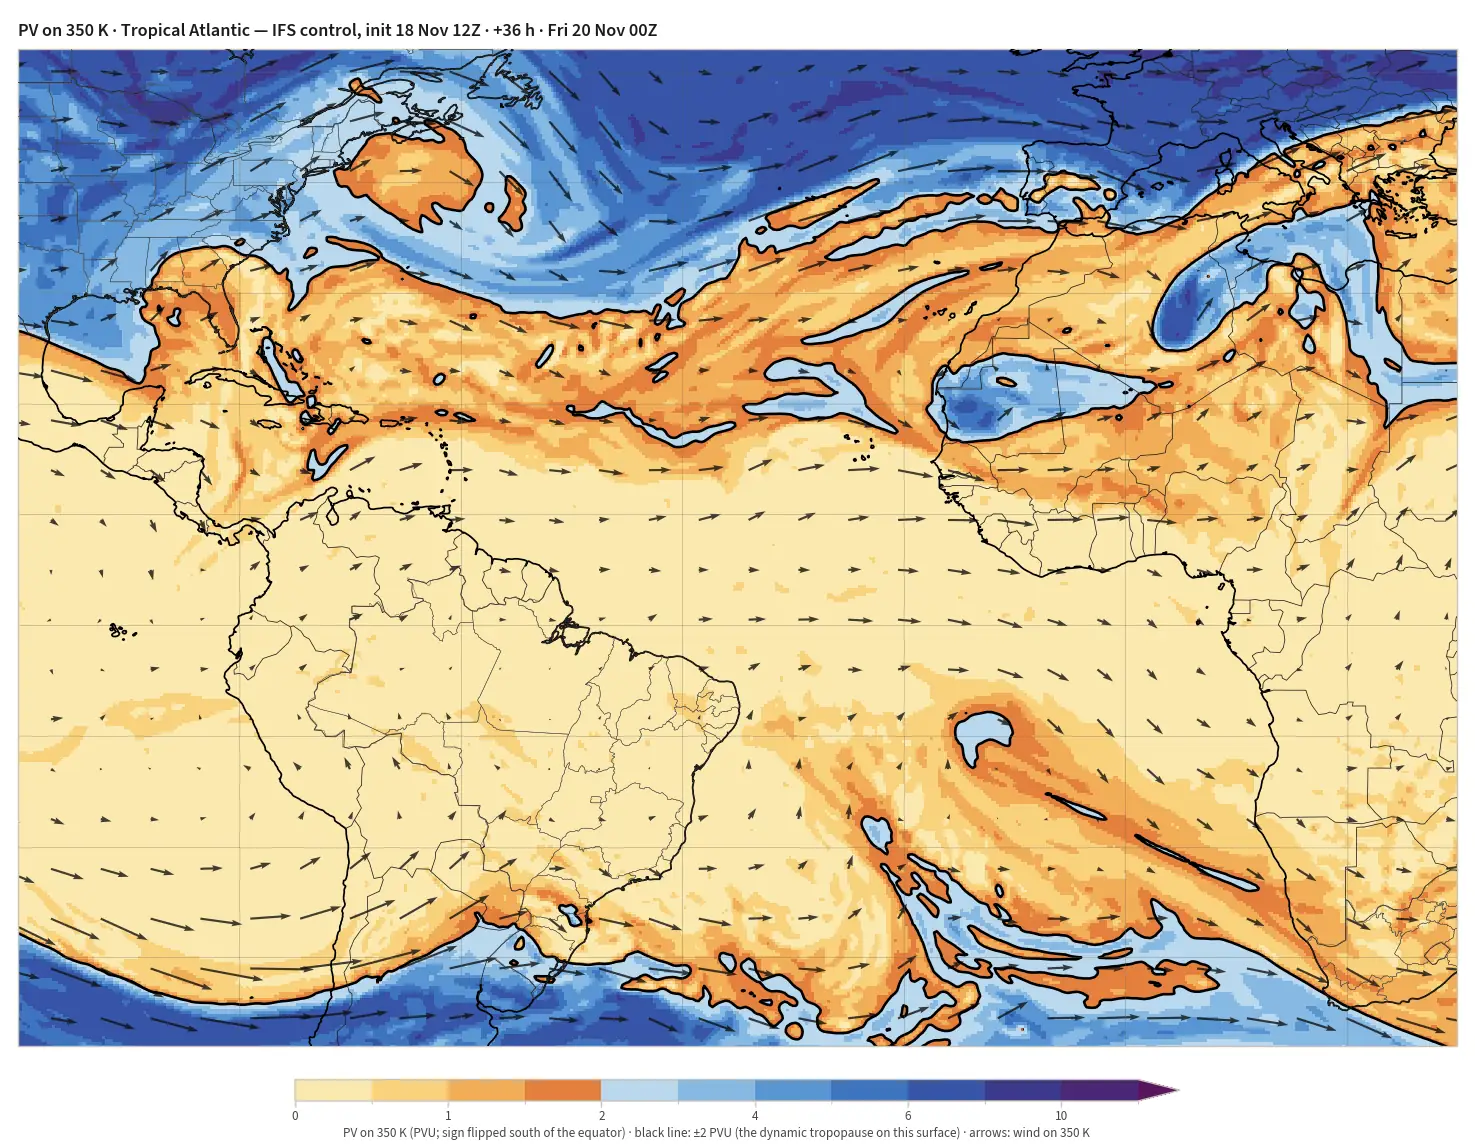 PV on 350 K · Tropical Atlantic — IFS control, init 18 Nov 12Z · +36 h · Fri 20 Nov 00Z
0 1 2 4 6 10
PV on 350 K (PVU; sign flipped south of the equator) · black line: ±2 PVU (the dynamic tropopause on this surface) · arrows: wind on 350 K